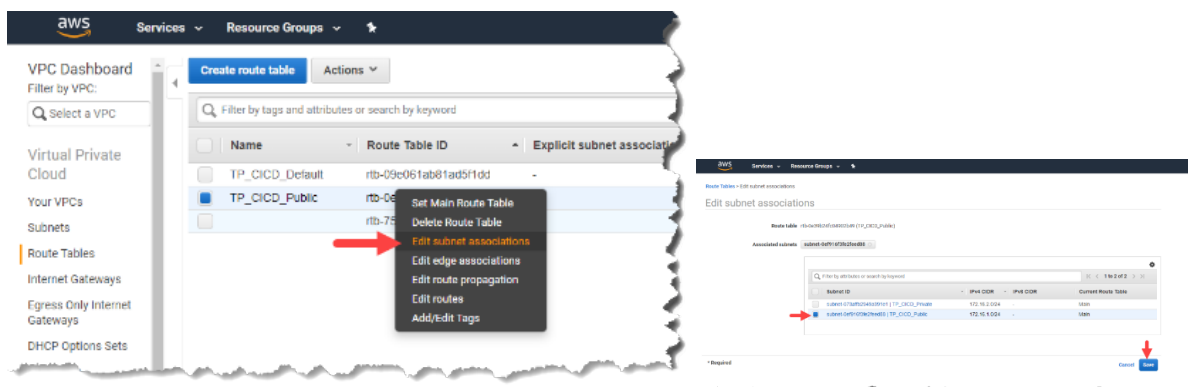 aws Services Resource Groups
VPC Dashboard
Filter by VPC:
Select a VPC
Virtual Private
Cloud
Your VPCs
Subnets
Route Tables
Internet Gateways
Egress Only Internet
Gateways
DHCP Options Sets
Create route table Actions
Filter by tags and attributes or search by keyword
Name Route Table ID Explicit subnet associatio
TP_CICD_Default rtb-09e061ab81ad5f1dd -
TP_CICD_Public rtb-0e
rtb-75
Set Main Route Table
Delete Route Table
Edit subnet associations
Edit edge associations
Edit route propagation
Edit routes
Add/Edit Tags
aws Services Resource Groups
Route Tables > Edit subnet associations
Edit subnet associations
Route table (TP_CICD_Public)
Associated subnets
Filter by attributes or search by keyword 1 to 2 of 2
Subnet ID IPv4 CIDR IPv6 CIDR Current Route Table
| TP_CICD_Private 172.16.2.0/24 - Main
| TP_CICD_Public 172.16.1.0/24 - Main
* Required Cancel Save